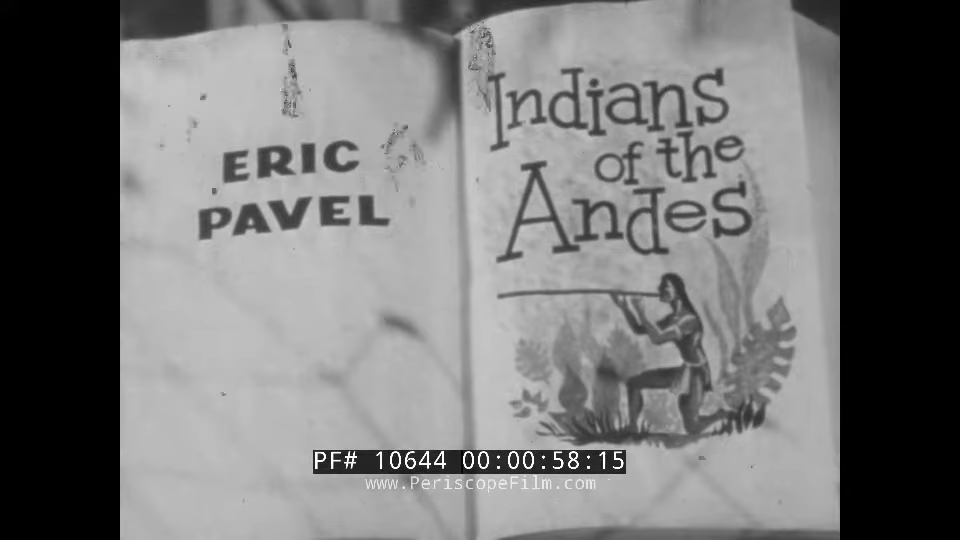 ERIC
PAVEL
Indians
of the
Andes
PF# 10644 00:00:58:15
www.PeriscopeFilm.com